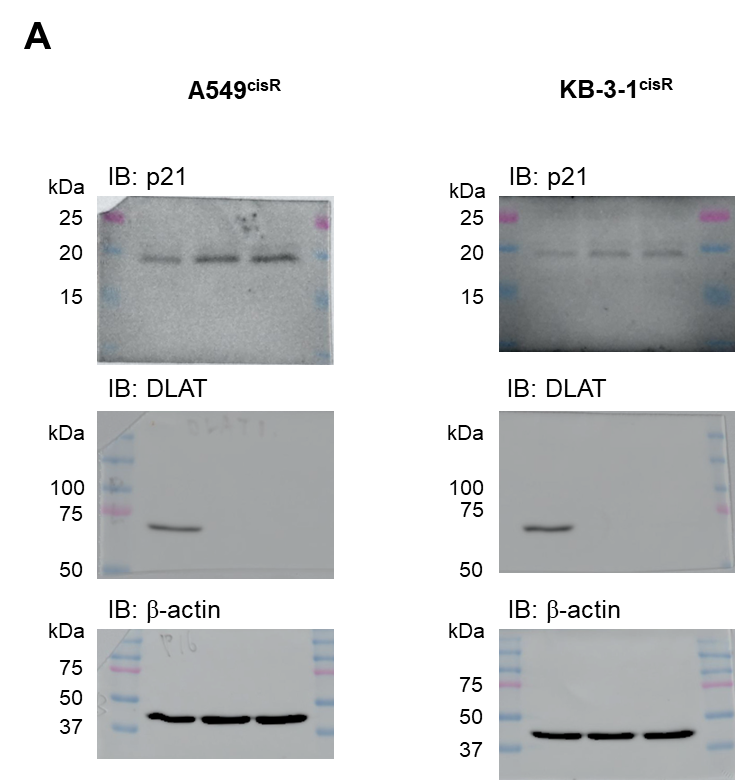 A
A549cisR
KB-3-1cisR
IB: p21
kDa
25
20
15
IB: p21
kDa
25
20
15
IB: DLAT
kDa
100
75
50
IB: DLAT
kDa
100
75
50
IB: β-actin
kDa
75
50
37
IB: β-actin
kDa
75
50
37